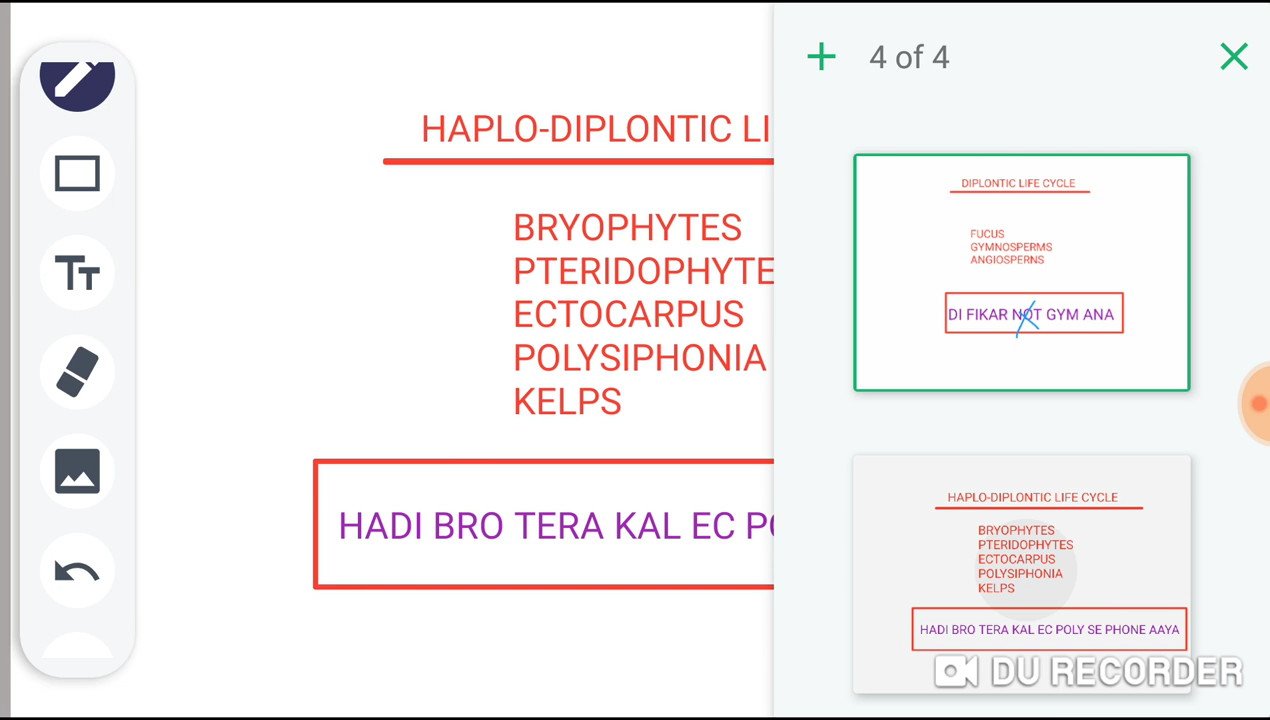 HAPLO-DIPLONTIC LI
BRYOPHYTES
PTERIDOPHYTE
ECTOCARPUS
POLYSIPHONIA
KELPS
HADI BRO TERA KAL EC PO
TT
4 of 4
DIPLONTIC LIFE CYCLE
FUCUS
GYMNOSPERMS
ANGIOSPERNS
DI FIKAR NOT GYM ANA
HAPLO-DIPLONTIC LIFE CYCLE
BRYOPHYTES
PTERIDOPHYTES
ECTOCARPUS
POLYSIPHONIA
KELPS
HADI BRO TERA KAL EC POLY SE PHONE AAYA
DU RECORDER